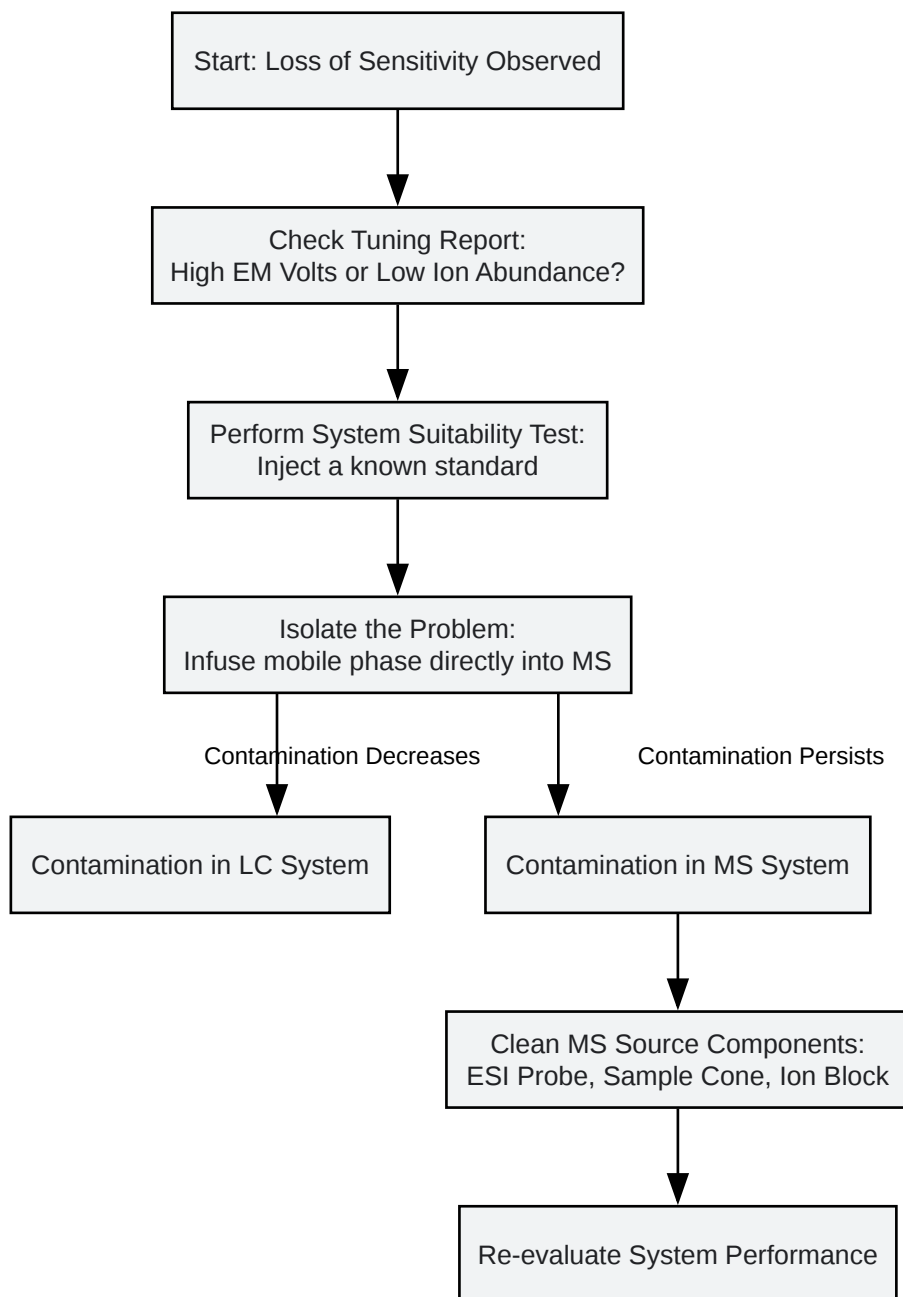 Start: Loss of Sensitivity Observed
Check Tuning Report:
High EM Volts or Low Ion Abundance?
Perform System Suitability Test:
Inject a known standard
Isolate the Problem:
Infuse mobile phase directly into MS
Contamination Decreases
Contamination Persists
Contamination in LC System
Contamination in MS System
Clean MS Source Components:
ESI Probe, Sample Cone, Ion Block
Re-evaluate System Performance